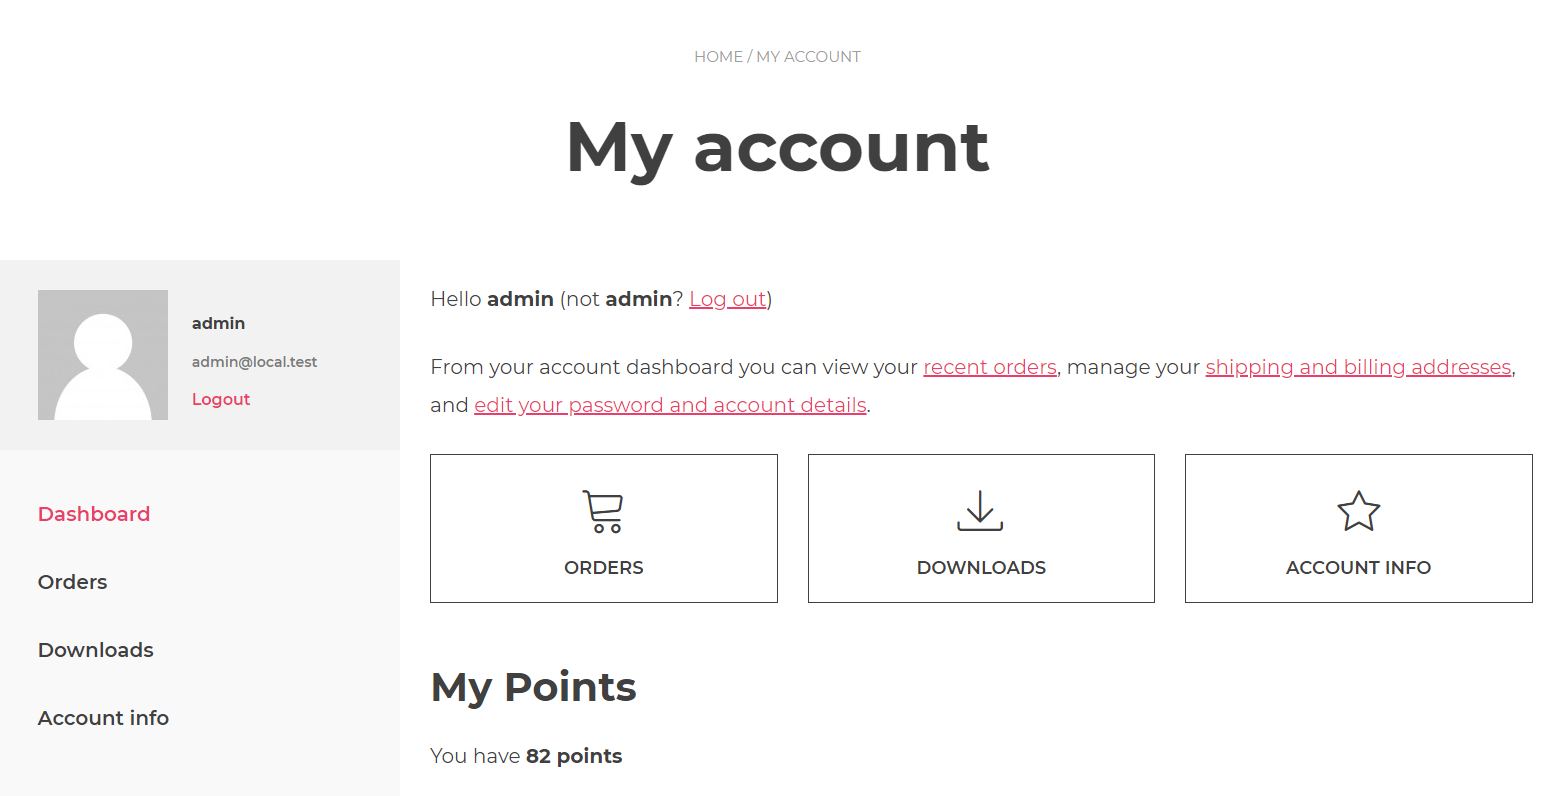 HOME / MY ACCOUNT
My account
admin
admin@local.test
Logout
Dashboard
Orders
Downloads
Account info
Hello admin (not admin? Log out)
From your account dashboard you can view your recent orders, manage your shipping and billing addresses,
and edit your password and account details.
ORDERS
DOWNLOADS
ACCOUNT INFO
My Points
You have 82 points